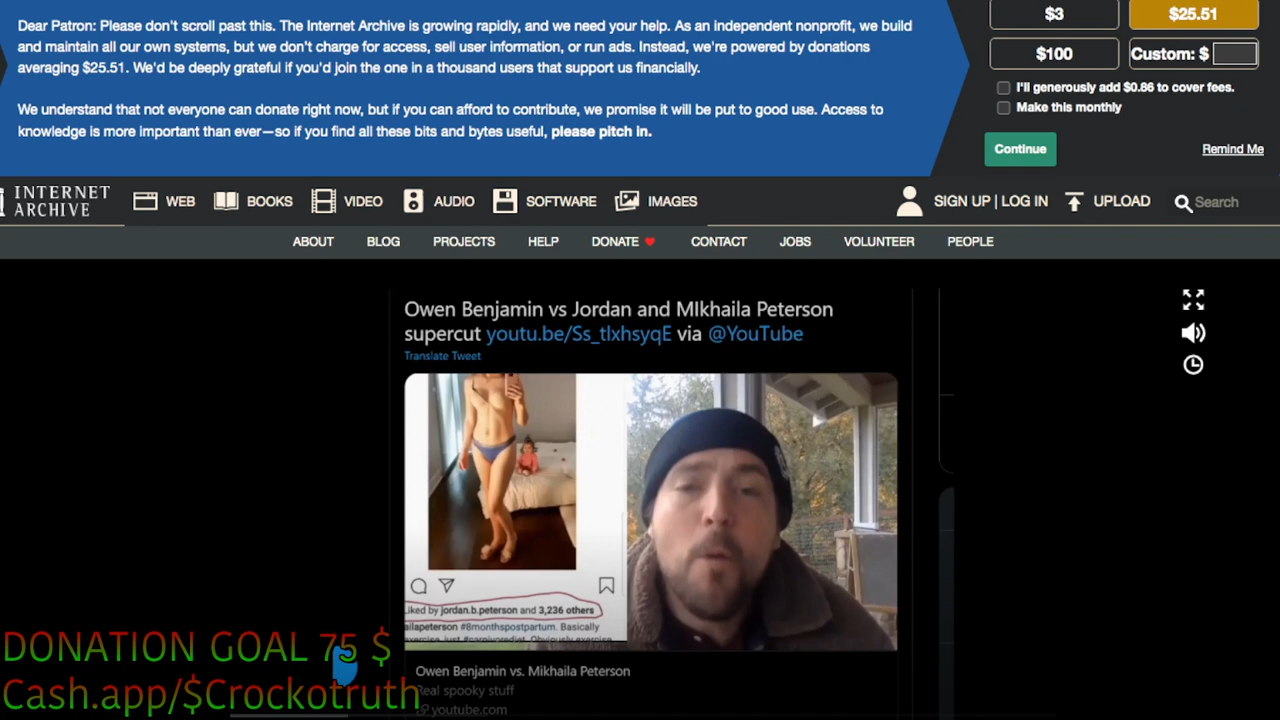 Dear Patron: Please don't scroll past this. The Internet Archive is growing rapidly, and we need your help. As an independent nonprofit, we build
and maintain all our own systems, but we don't charge for access, sell user information, or run ads. Instead, we're powered by donations
averaging $25.51. We'd be deeply grateful if you'd join the one in a thousand users that support us financially.
We understand that not everyone can donate right now, but if you can afford to contribute, we promise it will be put to good use. Access to
knowledge is more important than ever—so if you find all these bits and bytes useful, please pitch in.
$3
$25.51
$100
Custom: $
I'll generously add $0.86 to cover fees.
Make this monthly
Continue
Remind Me
INTERNET
ARCHIVE
WEB
BOOKS
VIDEO
AUDIO
SOFTWARE
IMAGES
SIGN UP | LOG IN
UPLOAD
Search
ABOUT
BLOG
PROJECTS
HELP
DONATE
CONTACT
JOBS
VOLUNTEER
PEOPLE
Owen Benjamin vs Jordan and MIkhaila Peterson
supercut youtu.be/Ss_tlxhsyqE via @YouTube
Translate Tweet
Liked by jordan.b.peterson and 3,236 others
ailapeterson #8monthspostpartum. Basically
exercise just #carnivorediet. Obviously exercise
Owen Benjamin vs. Mikhaila Peterson
Real spooky stuff
youtube.com
DONATION GOAL 75 $
Cash.app/$Crockotruth